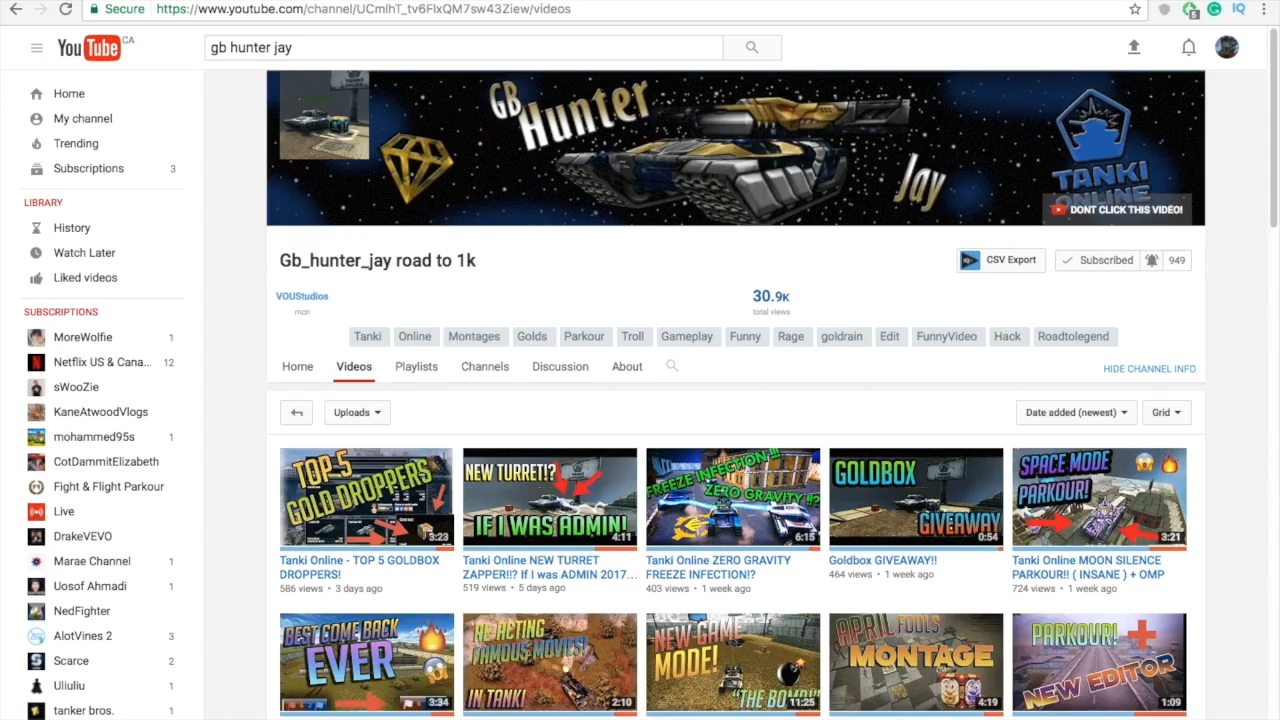 Secure https://www.youtube.com/channel/UCmlhT_tv6FlxQM7sw43Ziew/videos
5
IQ
YouTube CA
gb hunter jay
Home
My channel
Trending
Subscriptions 3
LIBRARY
History
Watch Later
Liked videos
SUBSCRIPTIONS
MoreWolfie 1
Netflix US & Cana... 12
sWooZie
KaneAtwoodVlogs
mohammed95s 1
CotDammitElizabeth
Fight & Flight Parkour
Live
DrakeVEVO
Marae Channel 1
Uosof Ahmadi 1
NedFighter
AlotVines 2 3
Scarce 2
Uliuliu 1
tanker bros. 1
GB Hunter Jay
TANKI ONLINE
DONT CLICK THIS VIDEO!
Gb_hunter_jay road to 1k
CSV Export
Subscribed 949
VOUStudios
mcn
30.9K
total views
Tanki Online Montages Golds Parkour Troll Gameplay Funny Rage goldrain Edit FunnyVideo Hack Roadtolegend
Home Videos Playlists Channels Discussion About
HIDE CHANNEL INFO
Uploads
Date added (newest)
Grid
TOP 5
GOLD DROPPERS
3:23
Tanki Online - TOP 5 GOLDBOX
DROPPERS!
586 views • 3 days ago
NEW TURRET!?
IF I WAS ADMIN!
4:11
Tanki Online NEW TURRET
ZAPPER!!? If I was ADMIN 2017...
519 views • 5 days ago
FREEZE INFECTION!!!
ZERO GRAVITY!!?
6:15
Tanki Online ZERO GRAVITY
FREEZE INFECTION!?
403 views • 1 week ago
GOLDBOX
GIVEAWAY
0:54
Goldbox GIVEAWAY!!
464 views • 1 week ago
SPACE MODE
PARKOUR!
3:21
Tanki Online MOON SILENCE
PARKOUR!! ( INSANE ) + OMP
724 views • 1 week ago
BEST COME BACK
EVER
3:34
RE ACTING
FAMOUS MOVIES!
IN TANKI
2:10
NEW GAME
MODE!
"THE BOMB"
11:25
APRIL FOOLS
MONTAGE
4:19
PARKOUR! +
NEW EDITOR
1:09